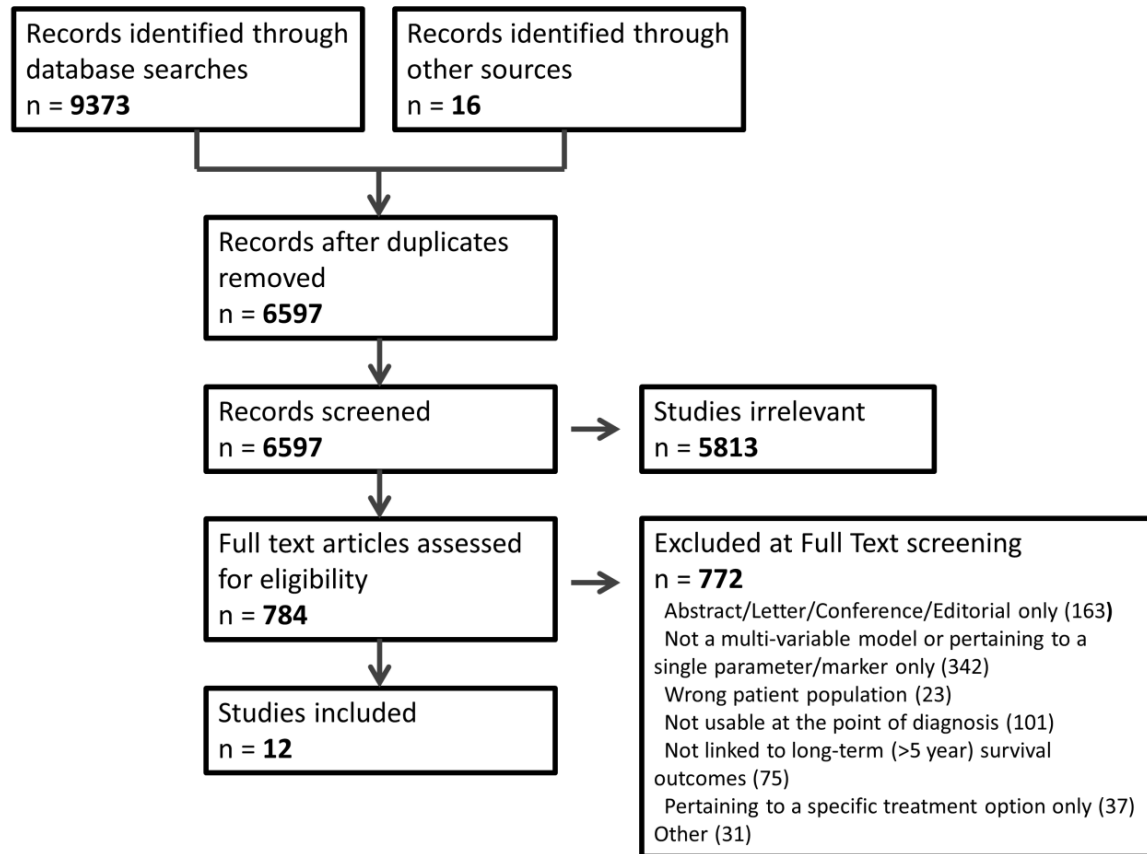 Records identified through
database searches
n = 9373
Records identified through
other sources
n = 16
Records after duplicates
removed
n = 6597
Records screened
n = 6597
Studies irrelevant
n = 5813
Full text articles assessed
for eligibility
n = 784
Excluded at Full Text screening
n = 772
Abstract/Letter/Conference/Editorial only (163)
Not a multi-variable model or pertaining to a
single parameter/marker only (342)
Wrong patient population (23)
Not usable at the point of diagnosis (101)
Not linked to long-term (>5 year) survival
outcomes (75)
Pertaining to a specific treatment option only (37)
Other (31)
Studies included
n = 12